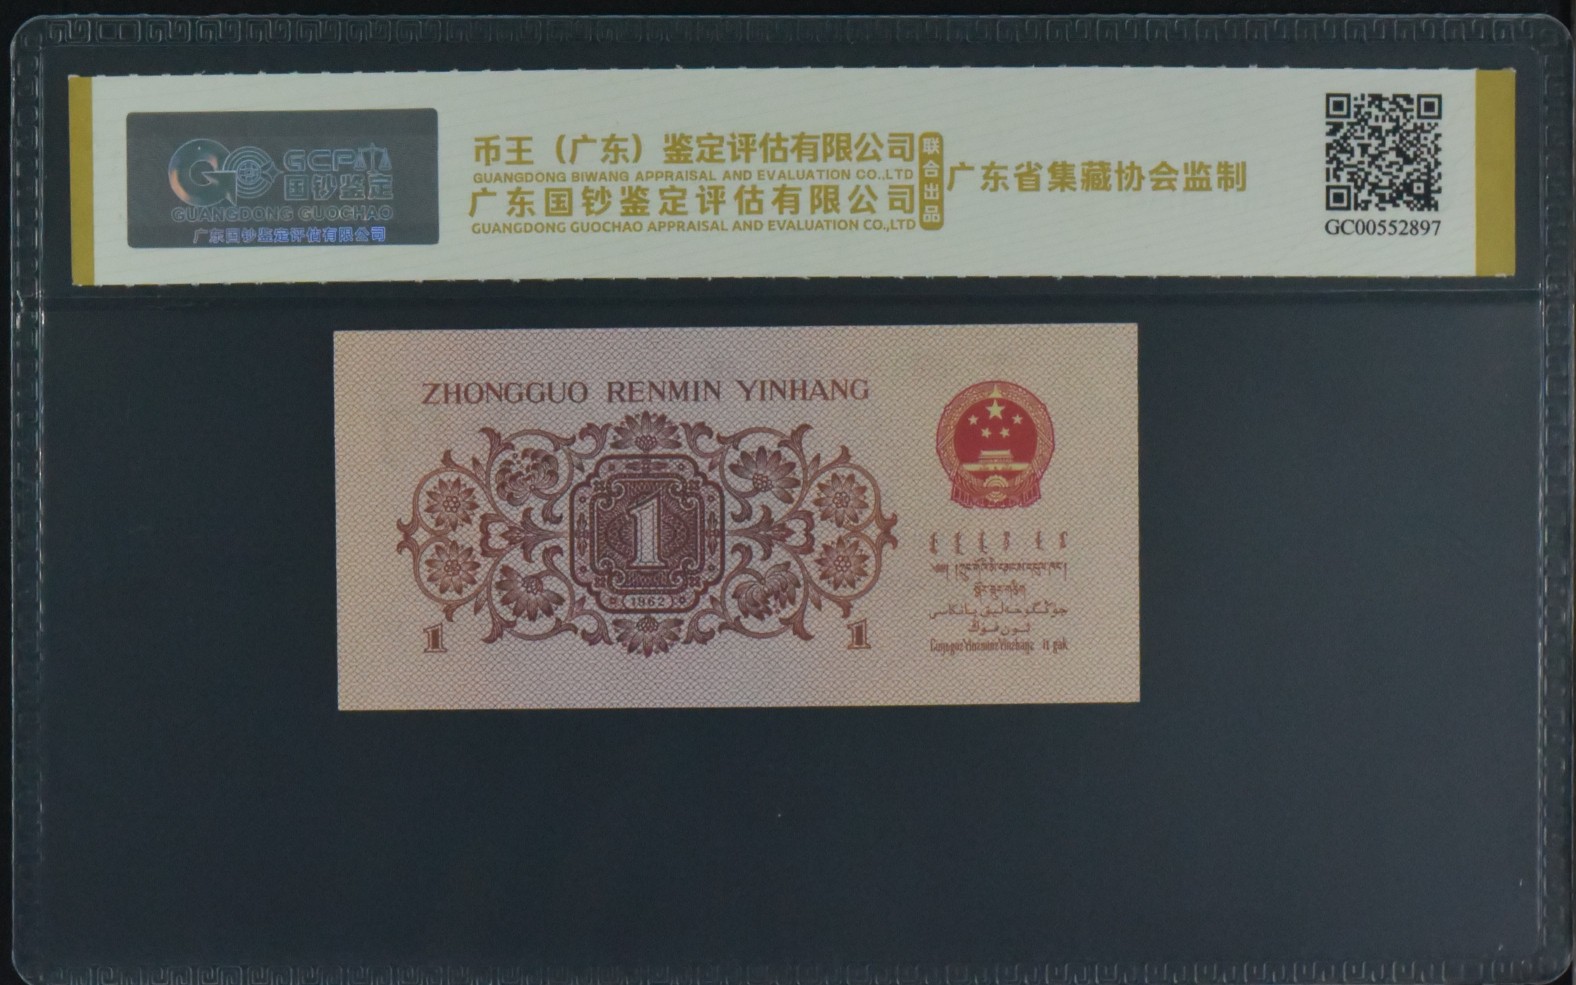 GCPA
国钞鉴定
GUANGDONG GUOCHAO
广东国钞鉴定评估有限公司
币王（广东）鉴定评估有限公司
GUANGDONG BIWANG APPRAISAL AND EVALUATION CO.,LTD
广东国钞鉴定评估有限公司
GUANGDONG GUOCHAO APPRAISAL AND EVALUATION CO.,LTD
联合出品
广东省集藏协会监制
GC00552897
ZHONGGUO RENMIN YINHANG
1
(1962)
1
1
جۇڭگو خەلق بانكاسى